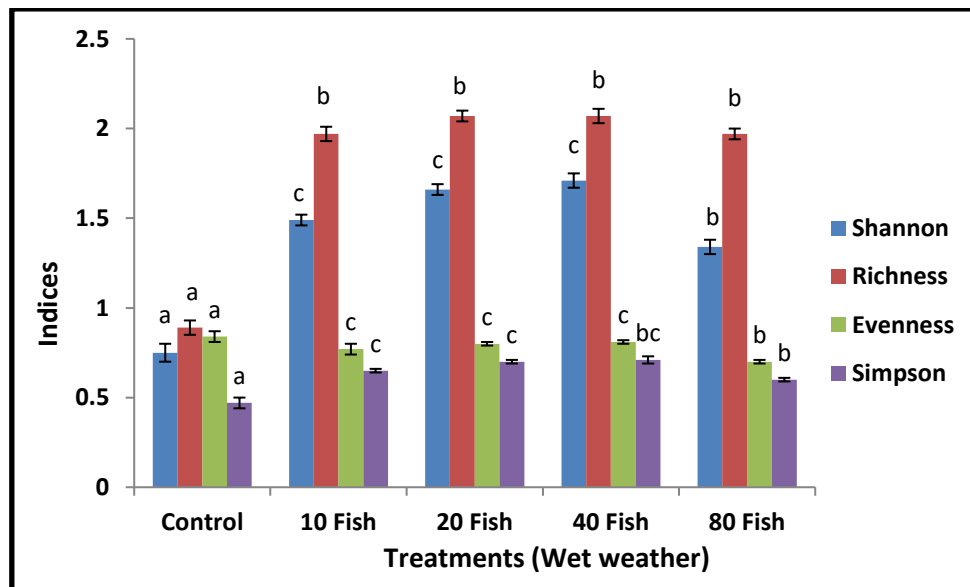 Indices
2.5
2
1.5
1
0.5
0
a a a a
c b c c
c b c c
c b c bc
b b b b
Control 10 Fish 20 Fish 40 Fish 80 Fish
Treatments (Wet weather)
Shannon
Richness
Evenness
Simpson